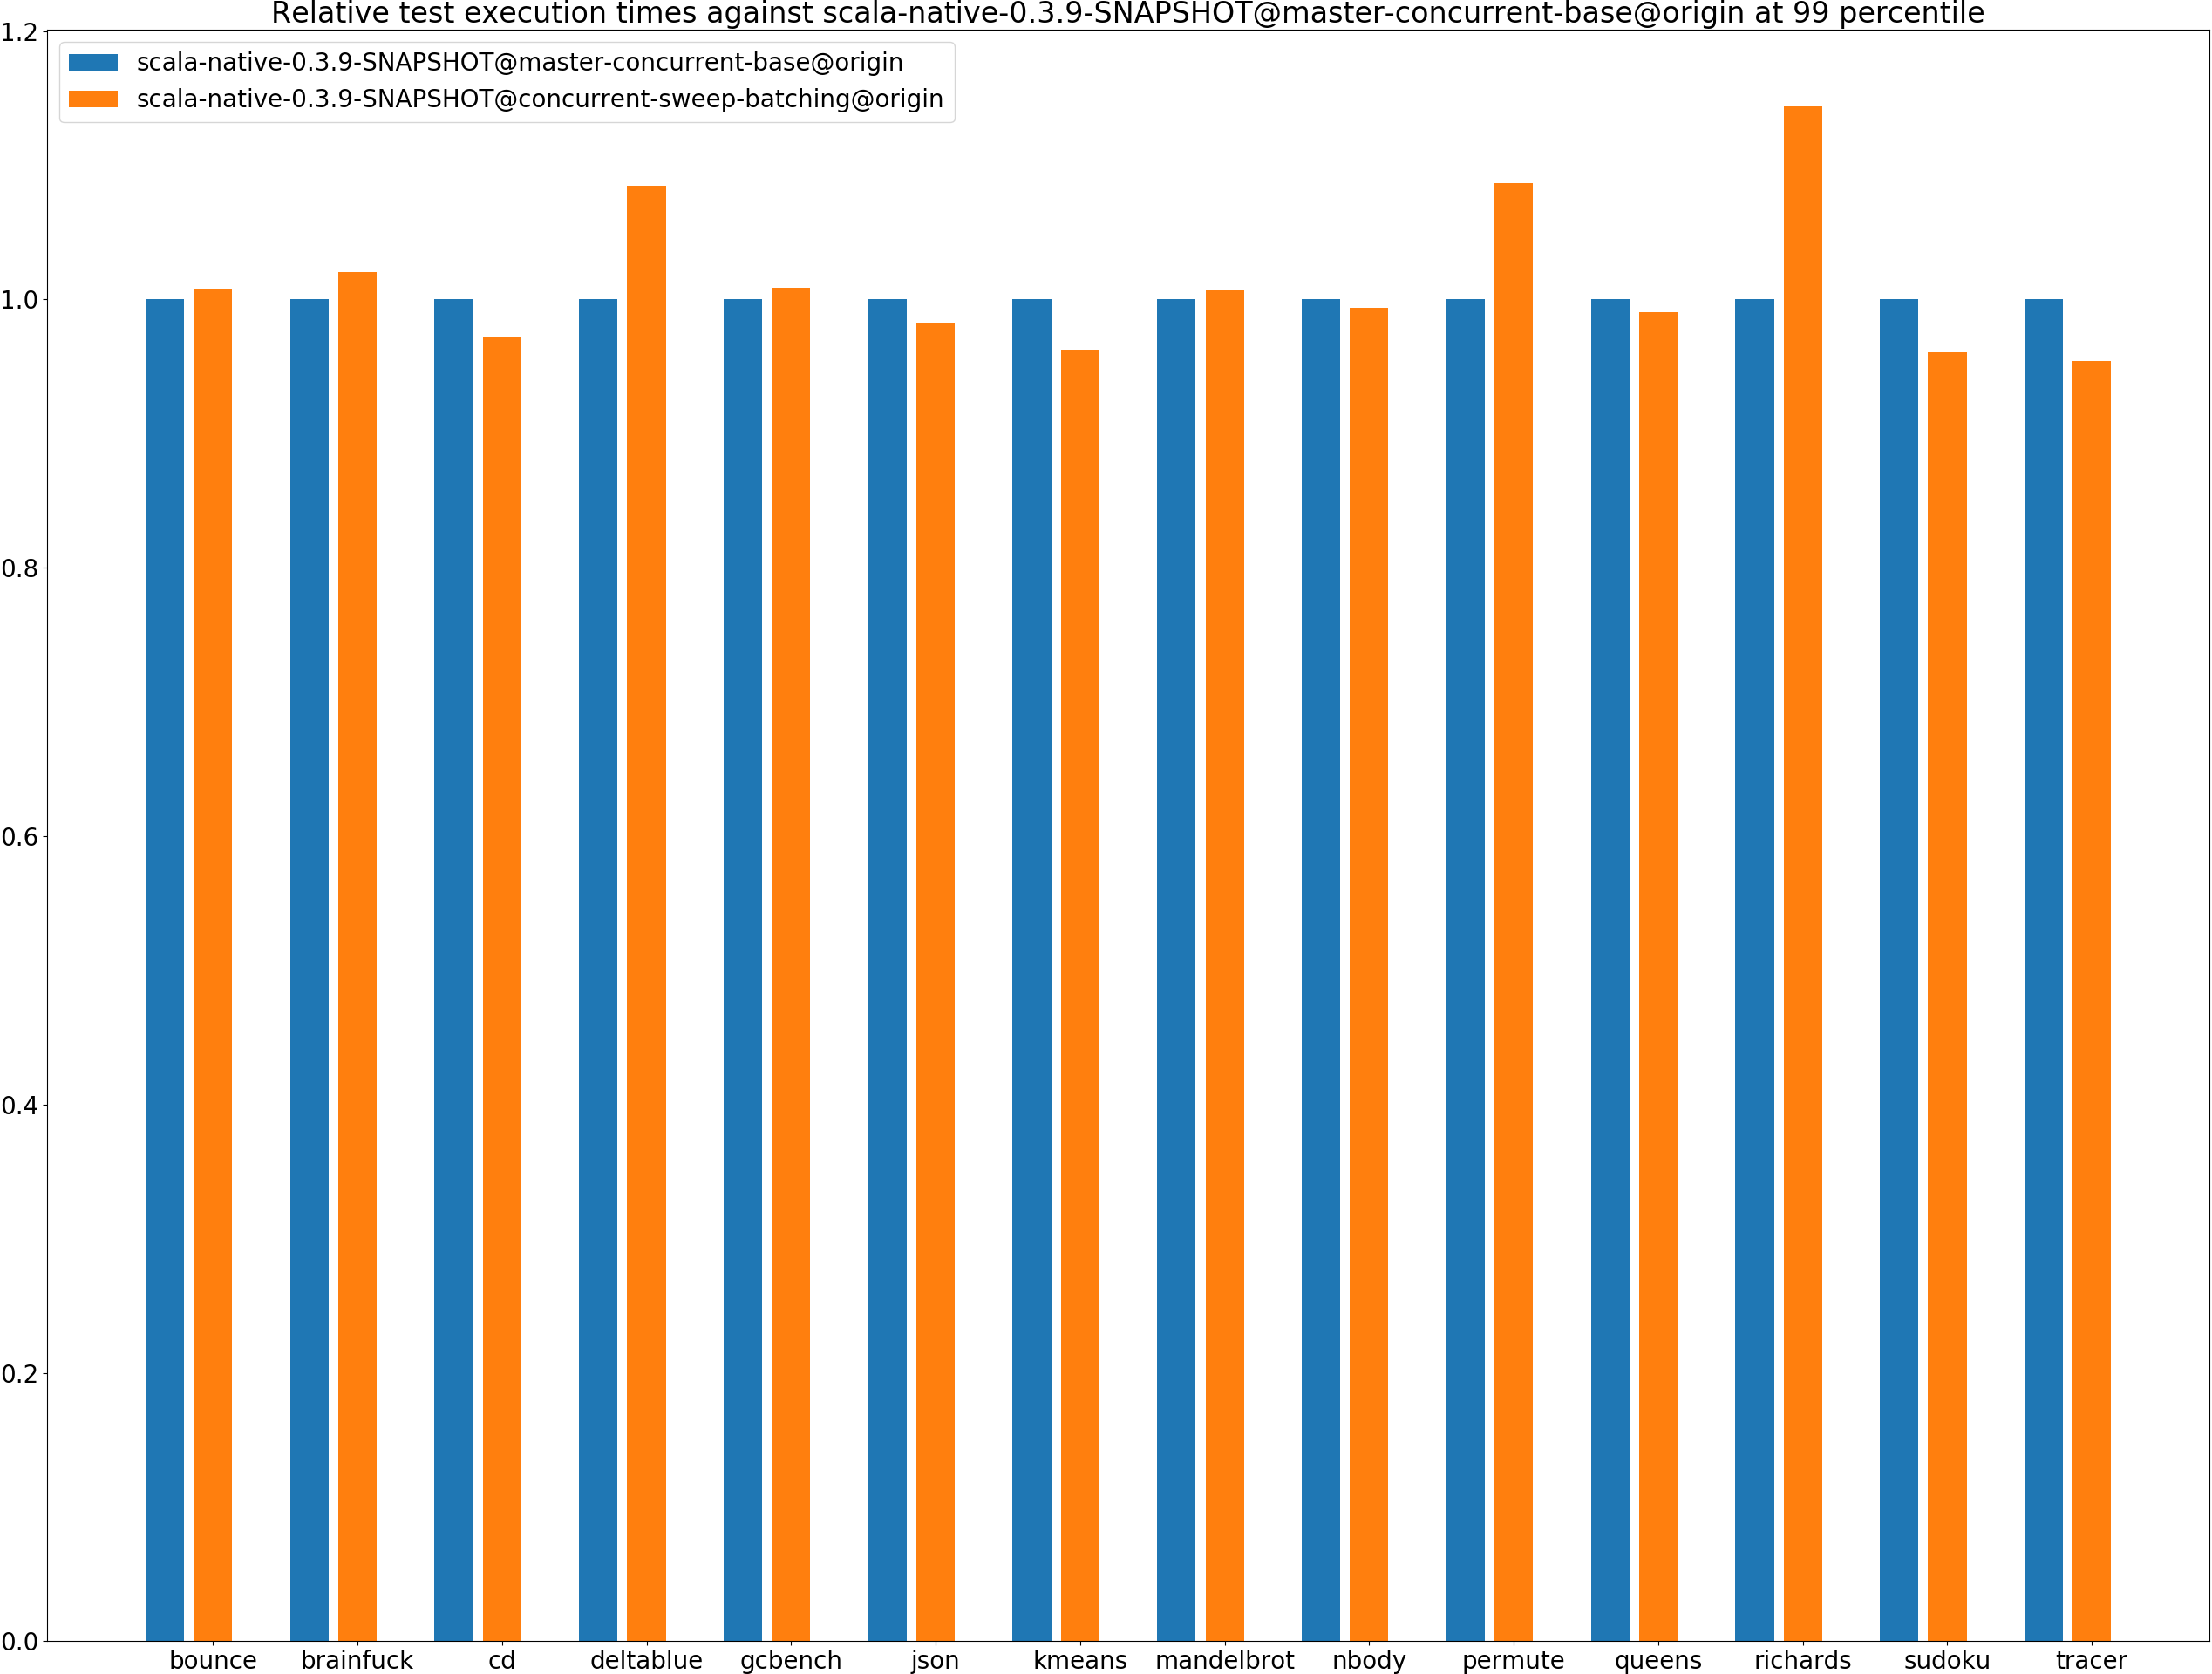 Relative test execution times against scala-native-0.3.9-SNAPSHOT@master-concurrent-base@origin at 99 percentile
scala-native-0.3.9-SNAPSHOT@master-concurrent-base@origin
scala-native-0.3.9-SNAPSHOT@concurrent-sweep-batching@origin
1.2
1.0
0.8
0.6
0.4
0.2
0.0
bounce brainfuck cd deltablue gcbench json kmeans mandelbrot nbody permute queens richards sudoku tracer